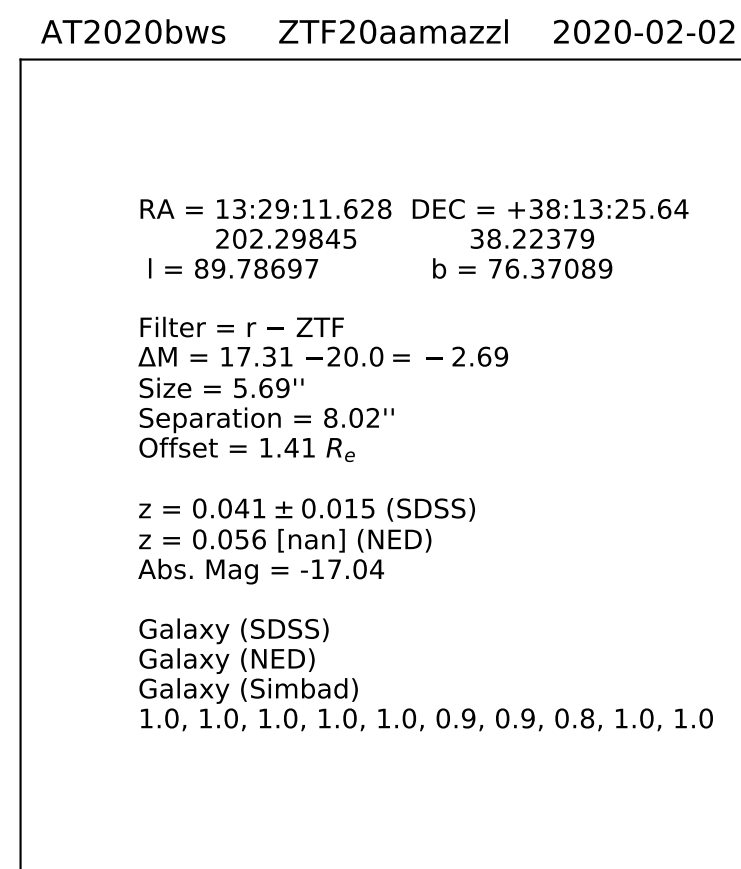 AT2020bws ZTF20aamazzl 2020-02-02
RA = 13:29:11.628 DEC = +38:13:25.64
202.29845 38.22379
l = 89.78697 b = 76.37089
Filter = r − ZTF
ΔM = 17.31 −20.0 = − 2.69
Size = 5.69''
Separation = 8.02''
Offset = 1.41 Re
z = 0.041 ± 0.015 (SDSS)
z = 0.056 [nan] (NED)
Abs. Mag = -17.04
Galaxy (SDSS)
Galaxy (NED)
Galaxy (Simbad)
1.0, 1.0, 1.0, 1.0, 1.0, 0.9, 0.9, 0.8, 1.0, 1.0